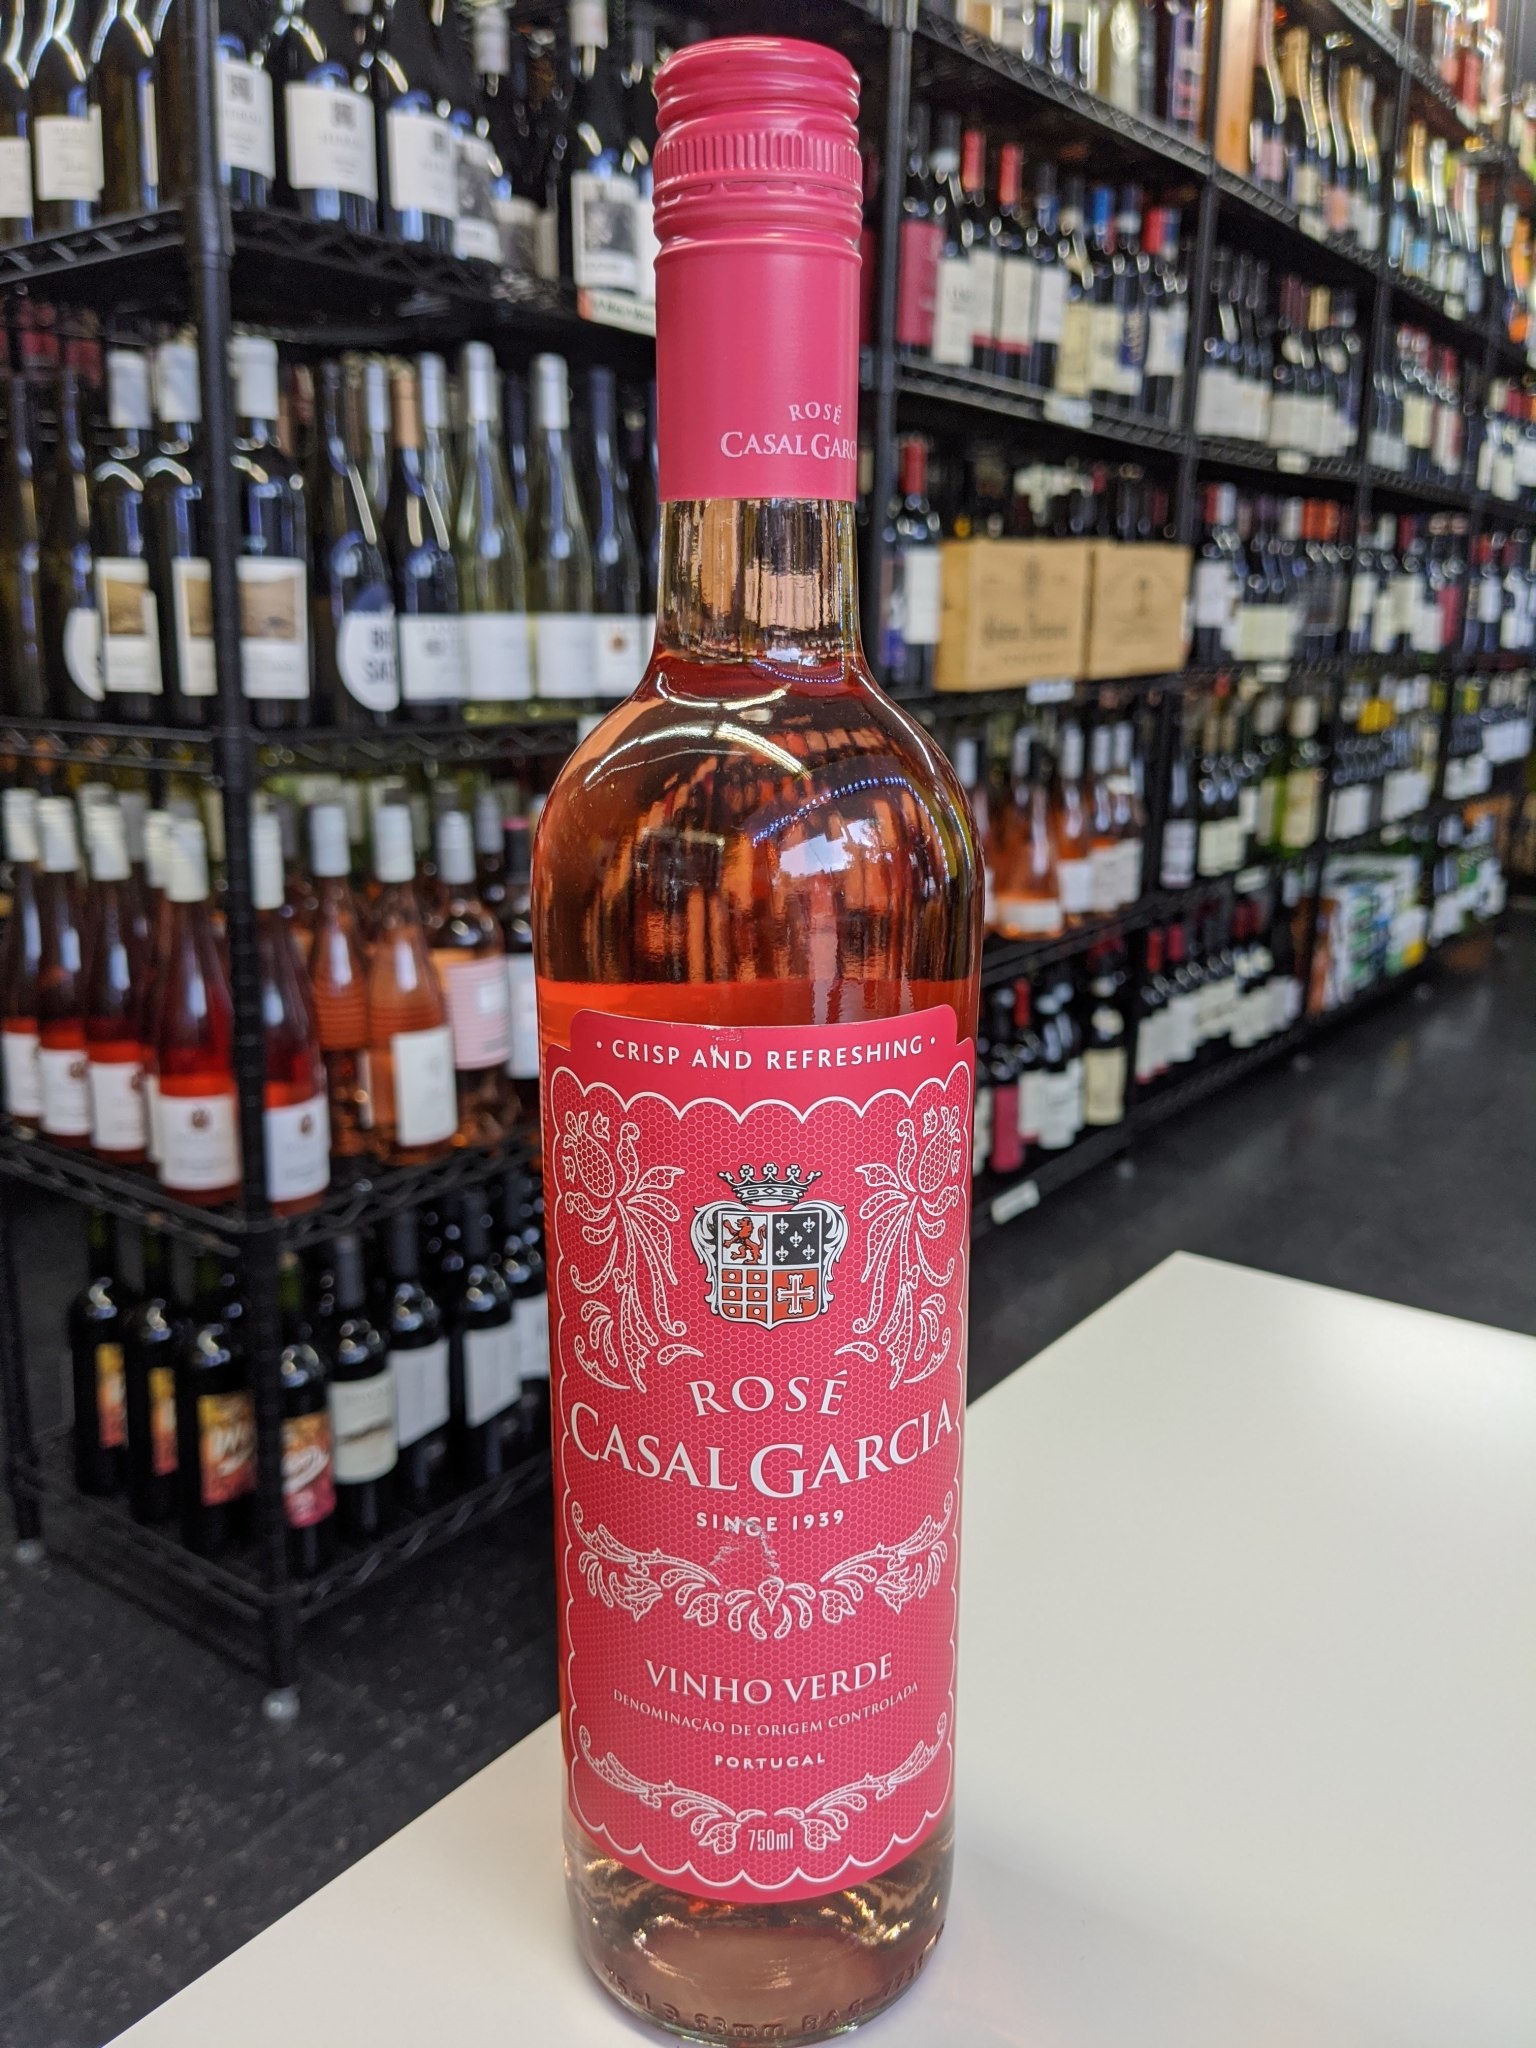 ROSÉ
CASAL GARC
• CRISP AND REFRESHING •
ROSÉ
CASAL GARCIA
SINCE 1939
VINHO VERDE
DENOMINAÇÃO DE ORIGEM CONTROLADA
PORTUGAL
750ml